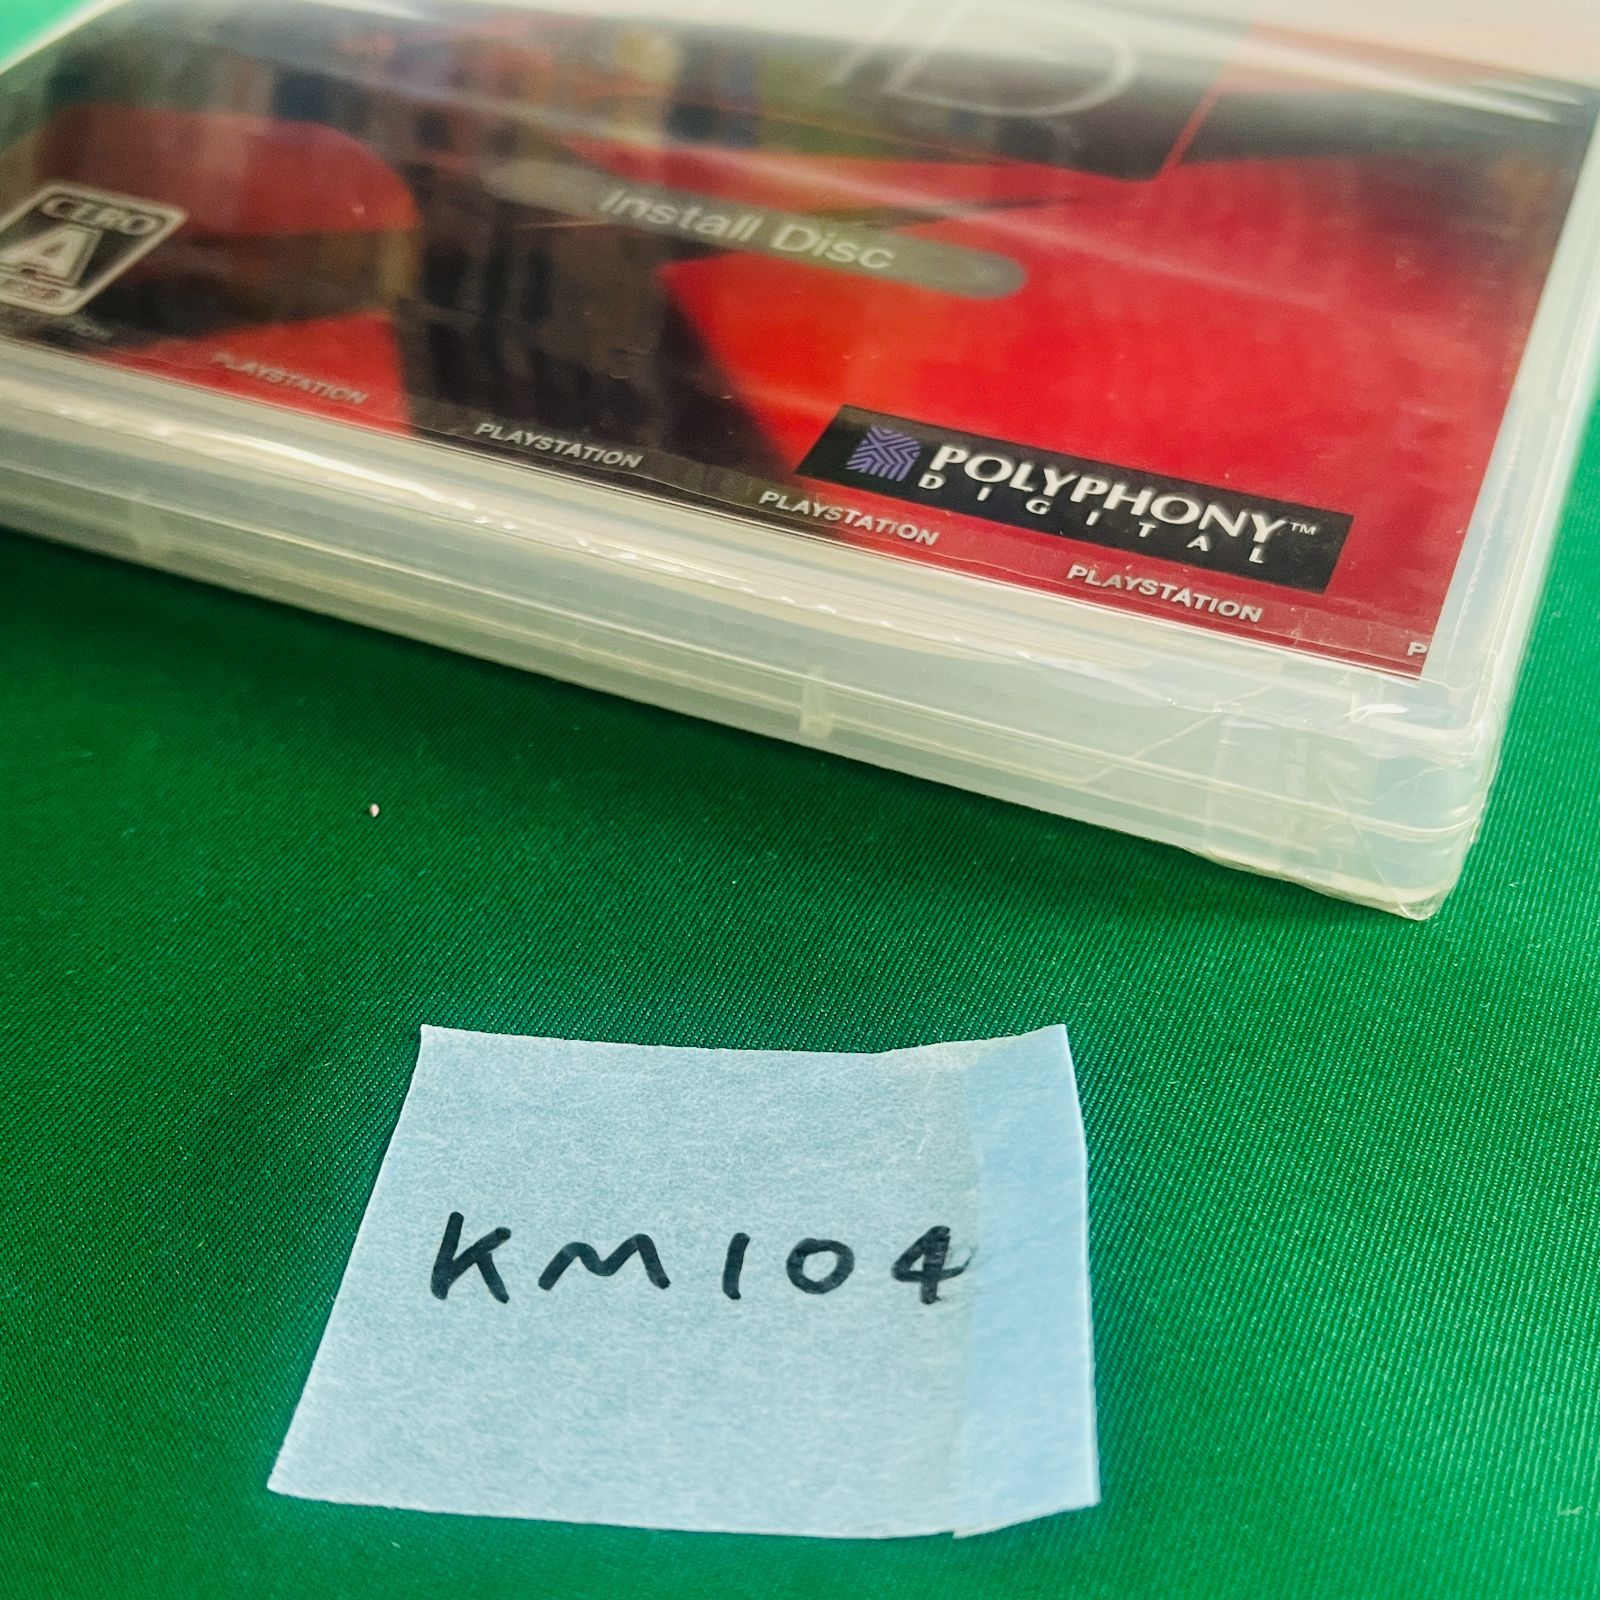 D
Install Disc
CERO
A
PLAYSTATION
PLAYSTATION
PLAYSTATION
PLAYSTATION
P
POLYPHONY™
DIGITAL
KM104